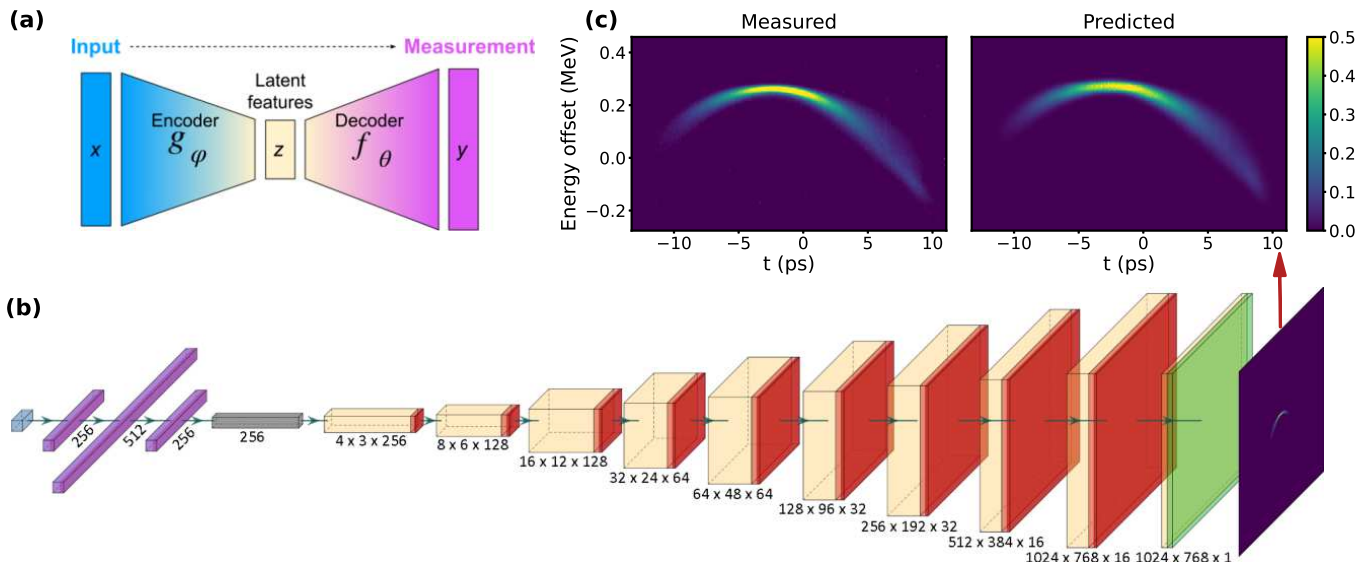 (a)
Input
Measurement
Latent
features
Encoder
Decoder
x
g φ
z
f θ
y
(c)
Measured
Predicted
Energy offset (MeV)
0.4
0.2
0.0
−0.2
−10
−5
0
5
10
t (ps)
−10
−5
0
5
10
t (ps)
0.5
0.4
0.3
0.2
0.1
0.0
(b)
256
512
256
256
4 x 3 x 256
8 x 6 x 128
16 x 12 x 128
32 x 24 x 64
64 x 48 x 64
128 x 96 x 32
256 x 192 x 32
512 x 384 x 16
1024 x 768 x 16
1024 x 768 x 1